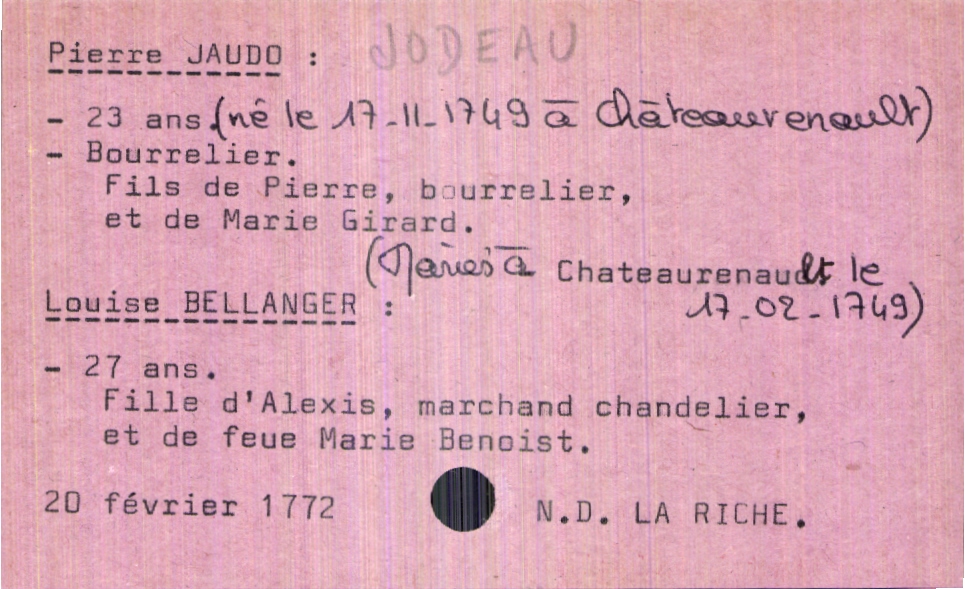 Pierre JAUDO : JODEAU
- 23 ans (né le 17-11-1749 à Châteaurenault)
- Bourrelier.
Fils de Pierre, bourrelier,
et de Marie Girard.
(Mariés à Chateaurenault le
17-02-1749)
Louise BELLANGER :
- 27 ans.
Fille d'Alexis, marchand chandelier,
et de feue Marie Benoist.
20 février 1772 N.D. LA RICHE.